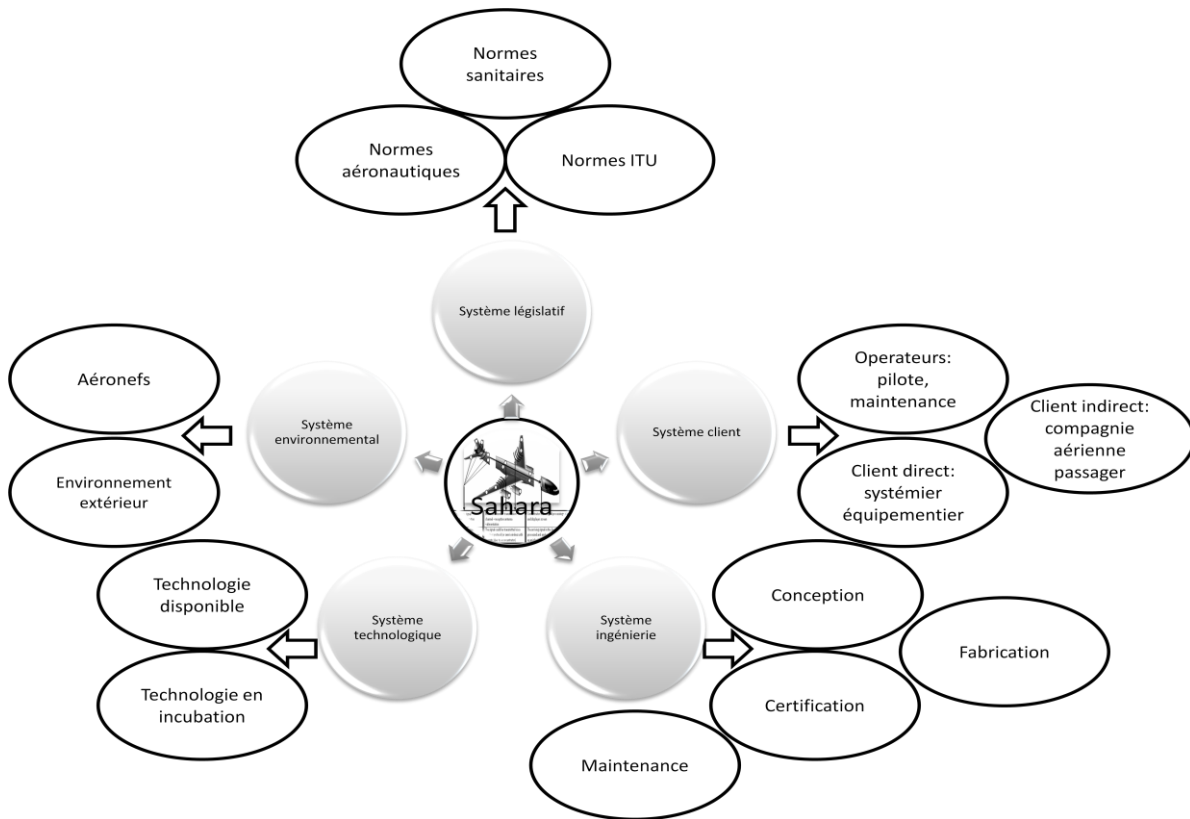 Normes
sanitaires
Normes
aéronautiques
Normes ITU
Système législatif
Aéronefs
Environnement
extérieur
Système
environnemental
Système client
Operateurs:
pilote,
maintenance
Client indirect:
compagnie
aérienne
passager
Client direct:
systémier
équipementier
Sahara
Technologie
disponible
Technologie en
incubation
Système
technologique
Système
ingénierie
Conception
Fabrication
Certification
Maintenance